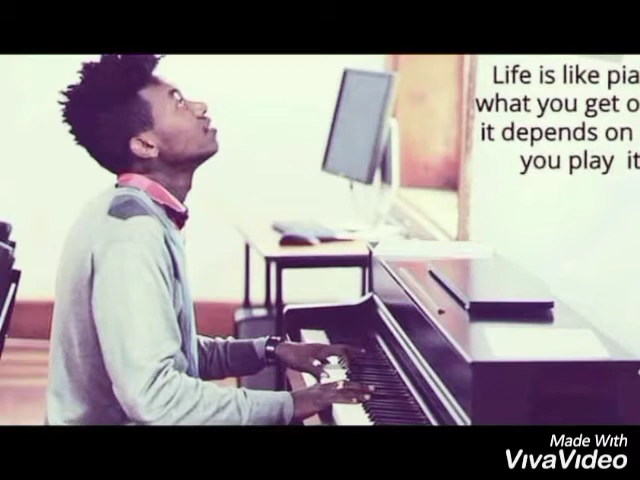 Life is like pia
what you get o
it depends on
you play it
Made With
VivaVideo